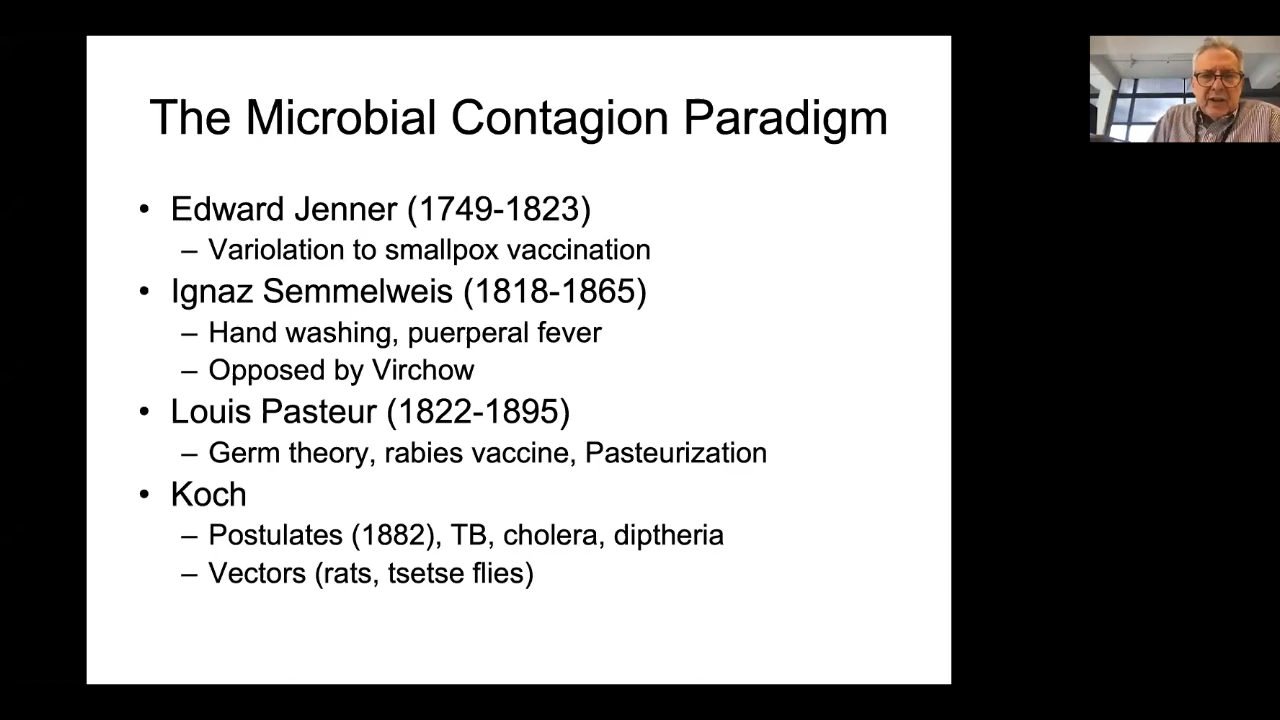 The Microbial Contagion Paradigm
• Edward Jenner (1749-1823)
– Variolation to smallpox vaccination
• Ignaz Semmelweis (1818-1865)
– Hand washing, puerperal fever
– Opposed by Virchow
• Louis Pasteur (1822-1895)
– Germ theory, rabies vaccine, Pasteurization
• Koch
– Postulates (1882), TB, cholera, diptheria
– Vectors (rats, tsetse flies)